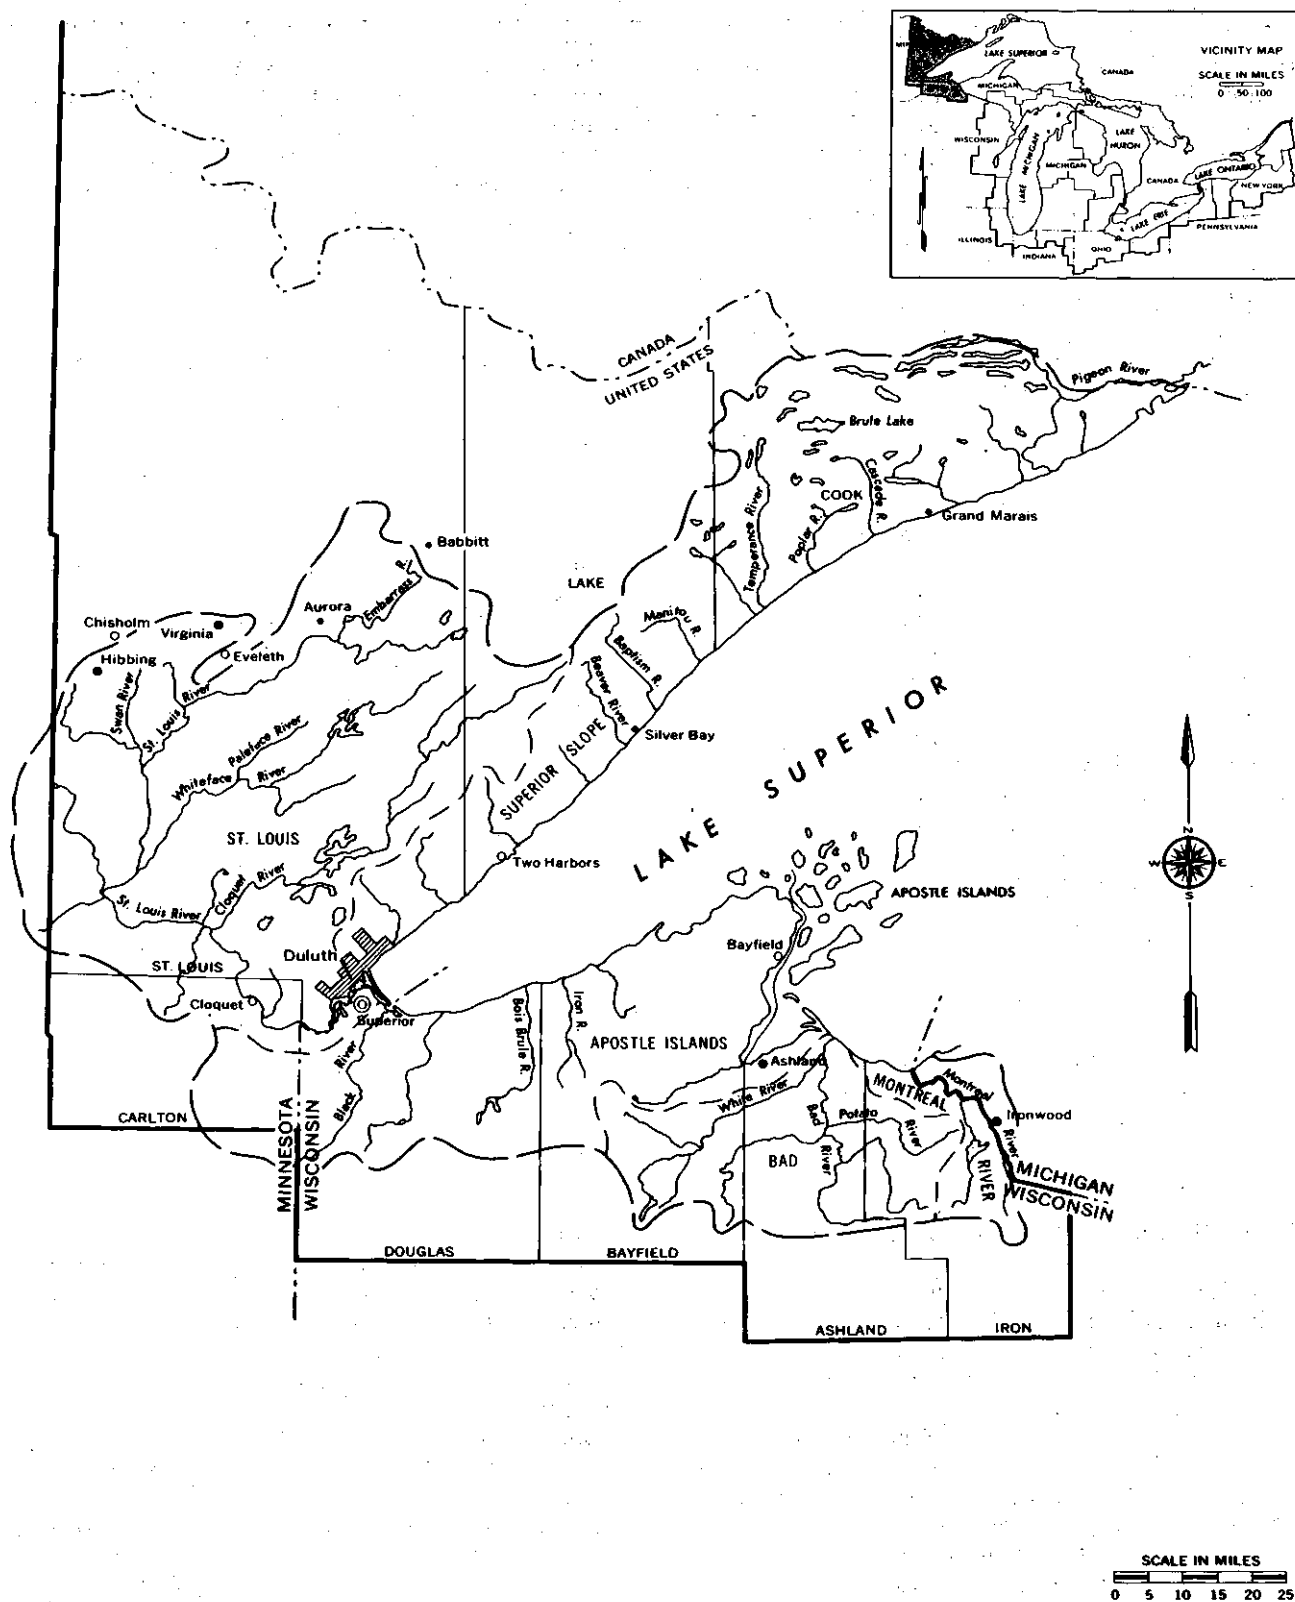 VICINITY MAP
SCALE IN MILES
0 50 100
LAKE SUPERIOR
CANADA
MICHIGAN
WISCONSIN
LAKE MICHIGAN
LAKE HURON
MICHIGAN
CANADA
LAKE ONTARIO
NEW YORK
LAKE ERIE
PENNSYLVANIA
ILLINOIS
INDIANA
OHIO
CANADA
UNITED STATES
Pigeon River
Brule Lake
Cascade R.
COOK
Temperance River
Poplar R.
Grand Marais
Babbitt
Embarrass R.
LAKE
Aurora
Chisholm
Virginia
Manitou R.
Eveleth
Hibbing
Baptism R.
Beaver River
Swan River
St. Louis River
Silver Bay
Paleface River
Whiteface River
SUPERIOR SLOPE
LAKE SUPERIOR
N
W E
S
ST. LOUIS
Two Harbors
Cloquet River
St. Louis River
APOSTLE ISLANDS
Duluth
Bayfield
ST. LOUIS
Cloquet
Superior
Bois Brule R.
Iron R.
APOSTLE ISLANDS
Ashland
White River
Black River
MONTREAL
Montreal River
Ironwood
Bad River
Potato River
BAD
RIVER
CARLTON
MINNESOTA
WISCONSIN
MICHIGAN
WISCONSIN
DOUGLAS
BAYFIELD
ASHLAND
IRON
SCALE IN MILES
0 5 10 15 20 25